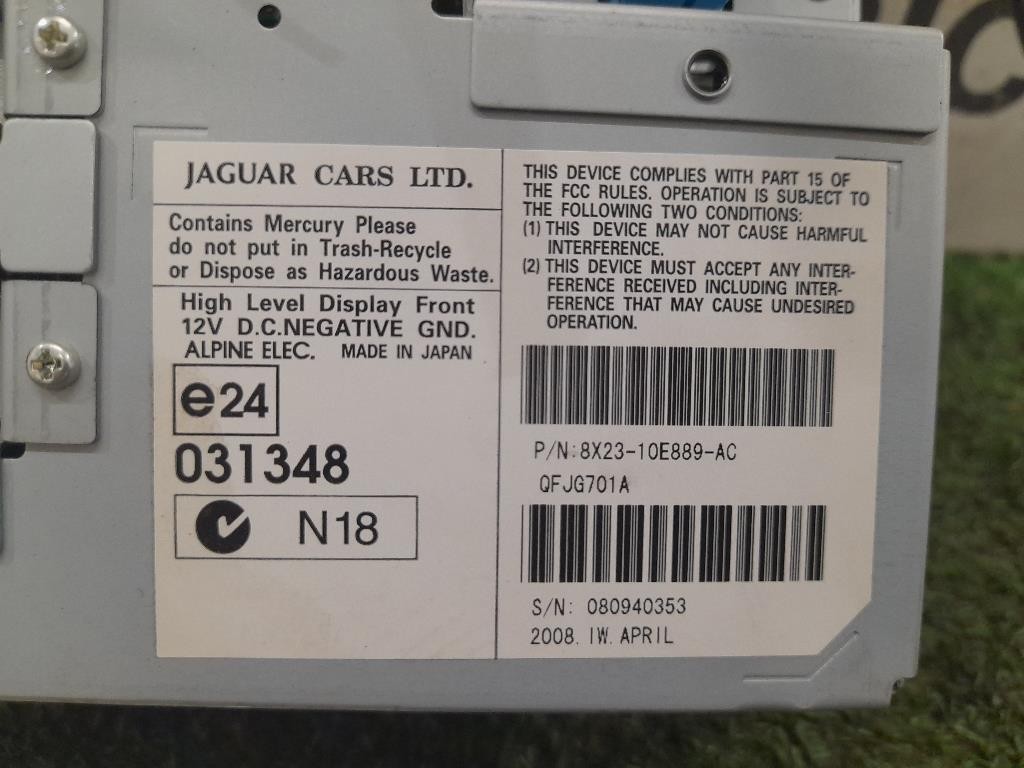 JAGUAR CARS LTD.
Contains Mercury Please
do not put in Trash-Recycle
or Dispose as Hazardous Waste.
High Level Display Front
12V D.C.NEGATIVE GND.
ALPINE ELEC. MADE IN JAPAN
e24
031348
N18
THIS DEVICE COMPLIES WITH PART 15 OF
THE FCC RULES. OPERATION IS SUBJECT TO
THE FOLLOWING TWO CONDITIONS:
(1) THIS DEVICE MAY NOT CAUSE HARMFUL
INTERFERENCE.
(2) THIS DEVICE MUST ACCEPT ANY INTER-
FERENCE RECEIVED INCLUDING INTER-
FERENCE THAT MAY CAUSE UNDESIRED
OPERATION.
P/N:8X23-10E889-AC
QFJG701A
S/N: 080940353
2008. IW. APRIL